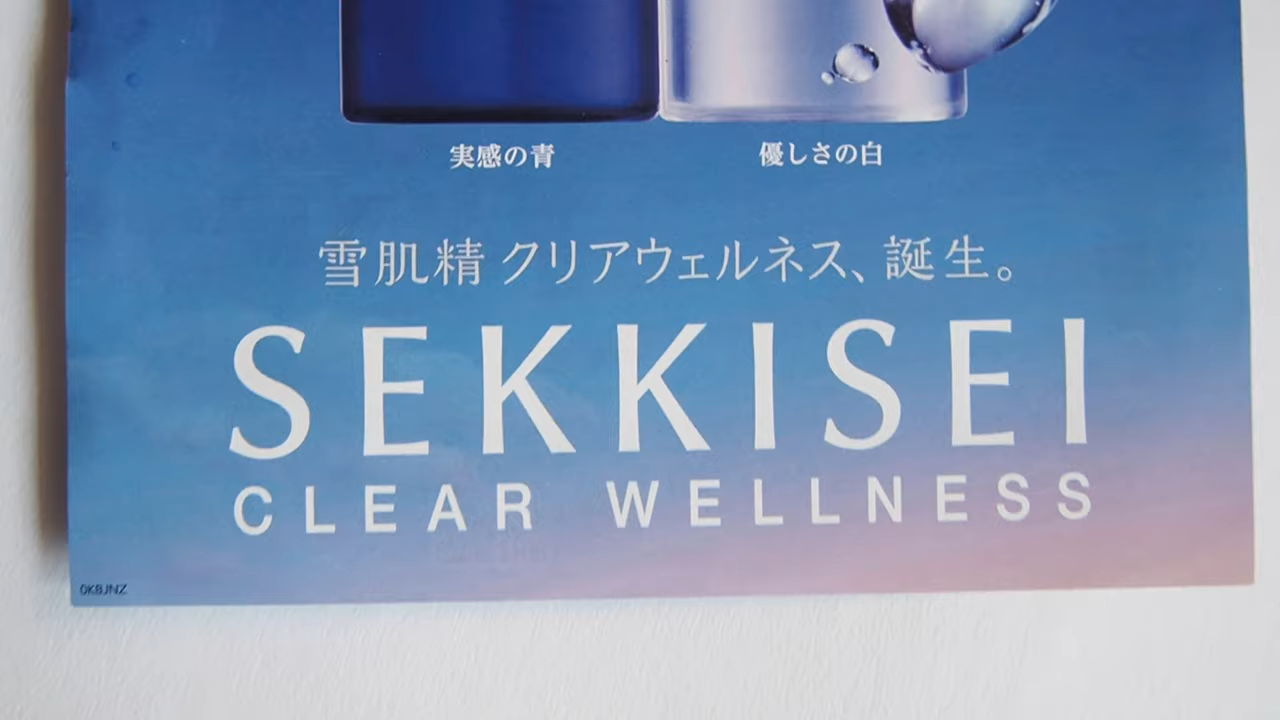 実感の青
優しさの白
雪肌精 クリアウェルネス、誕生。
SEKKISEI
CLEAR WELLNESS
0KBJNZ